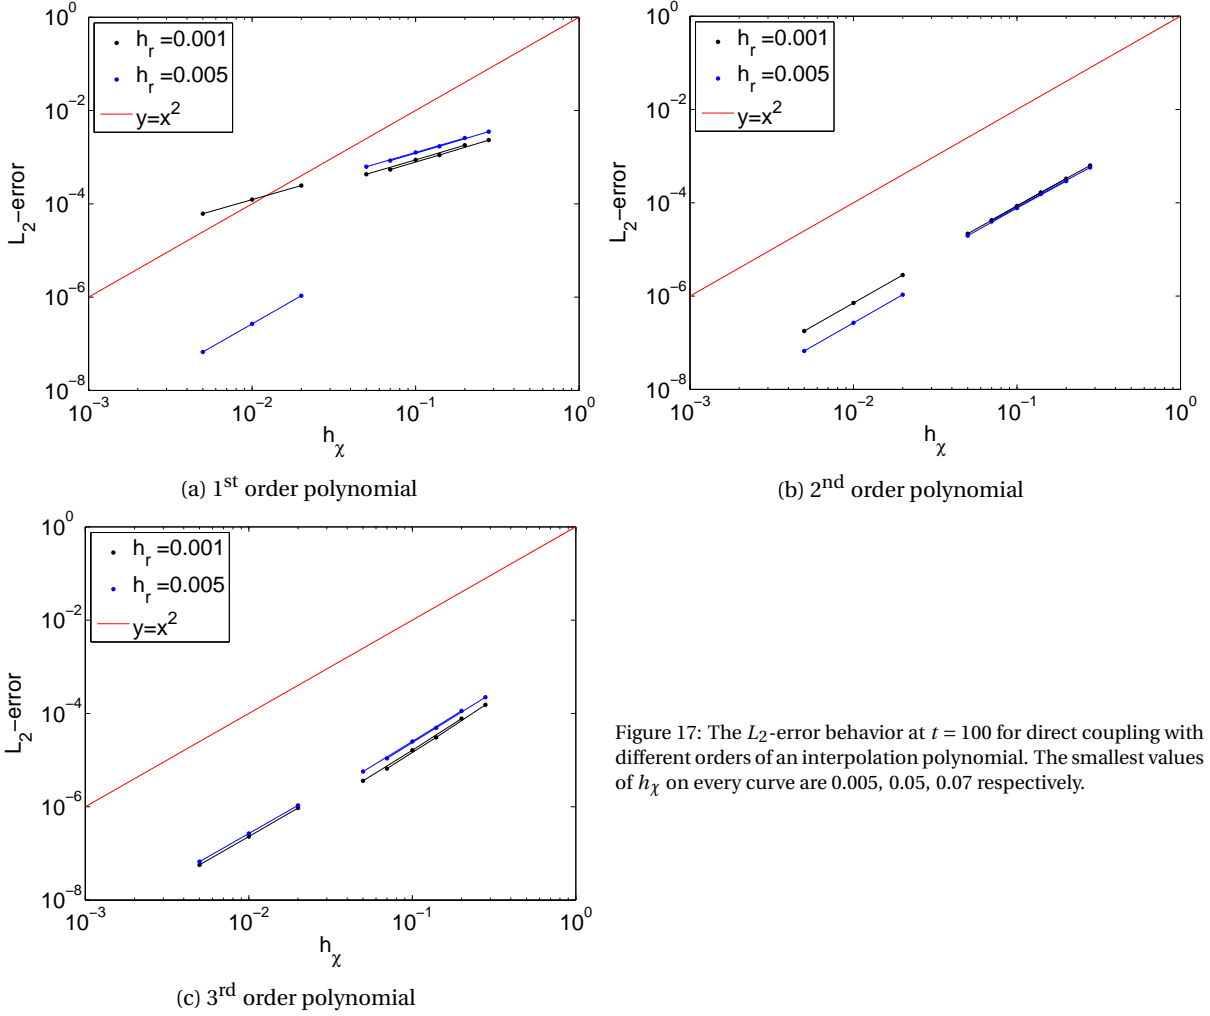 10^0
10^-2
10^-4
10^-6
10^-8
L_2-error
h_r=0.001
h_r=0.005
y=x^2
10^-3
10^-2
10^-1
10^0
h_χ
(a) 1^st order polynomial
10^0
10^-2
10^-4
10^-6
10^-8
L_2-error
h_r=0.001
h_r=0.005
y=x^2
10^-3
10^-2
10^-1
10^0
h_χ
(b) 2^nd order polynomial
10^0
10^-2
10^-4
10^-6
10^-8
L_2-error
h_r=0.001
h_r=0.005
y=x^2
10^-3
10^-2
10^-1
10^0
h_χ
(c) 3^rd order polynomial
Figure 17: The L_2-error behavior at t = 100 for direct coupling with
different orders of an interpolation polynomial. The smallest values
of h_χ on every curve are 0.005, 0.05, 0.07 respectively.